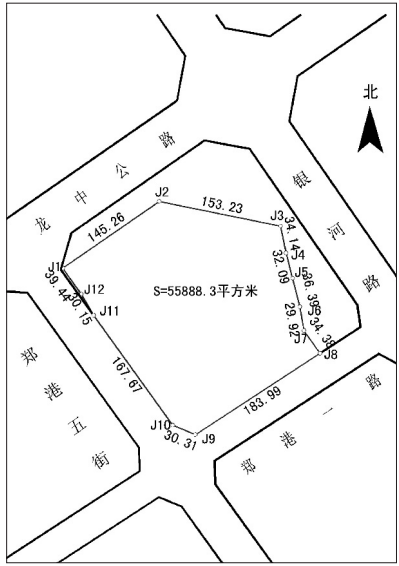 北
龙中公路
银河路
J2
153.23
145.26
J3
34.14
J4
32.09
J5
36.39
J1
39.44
J12
30.15
J11
S=55888.3平方米
J6
29.92
J7
34.38
J8
167.67
183.99
J10
30.31
J9
郑港五街
郑港一路